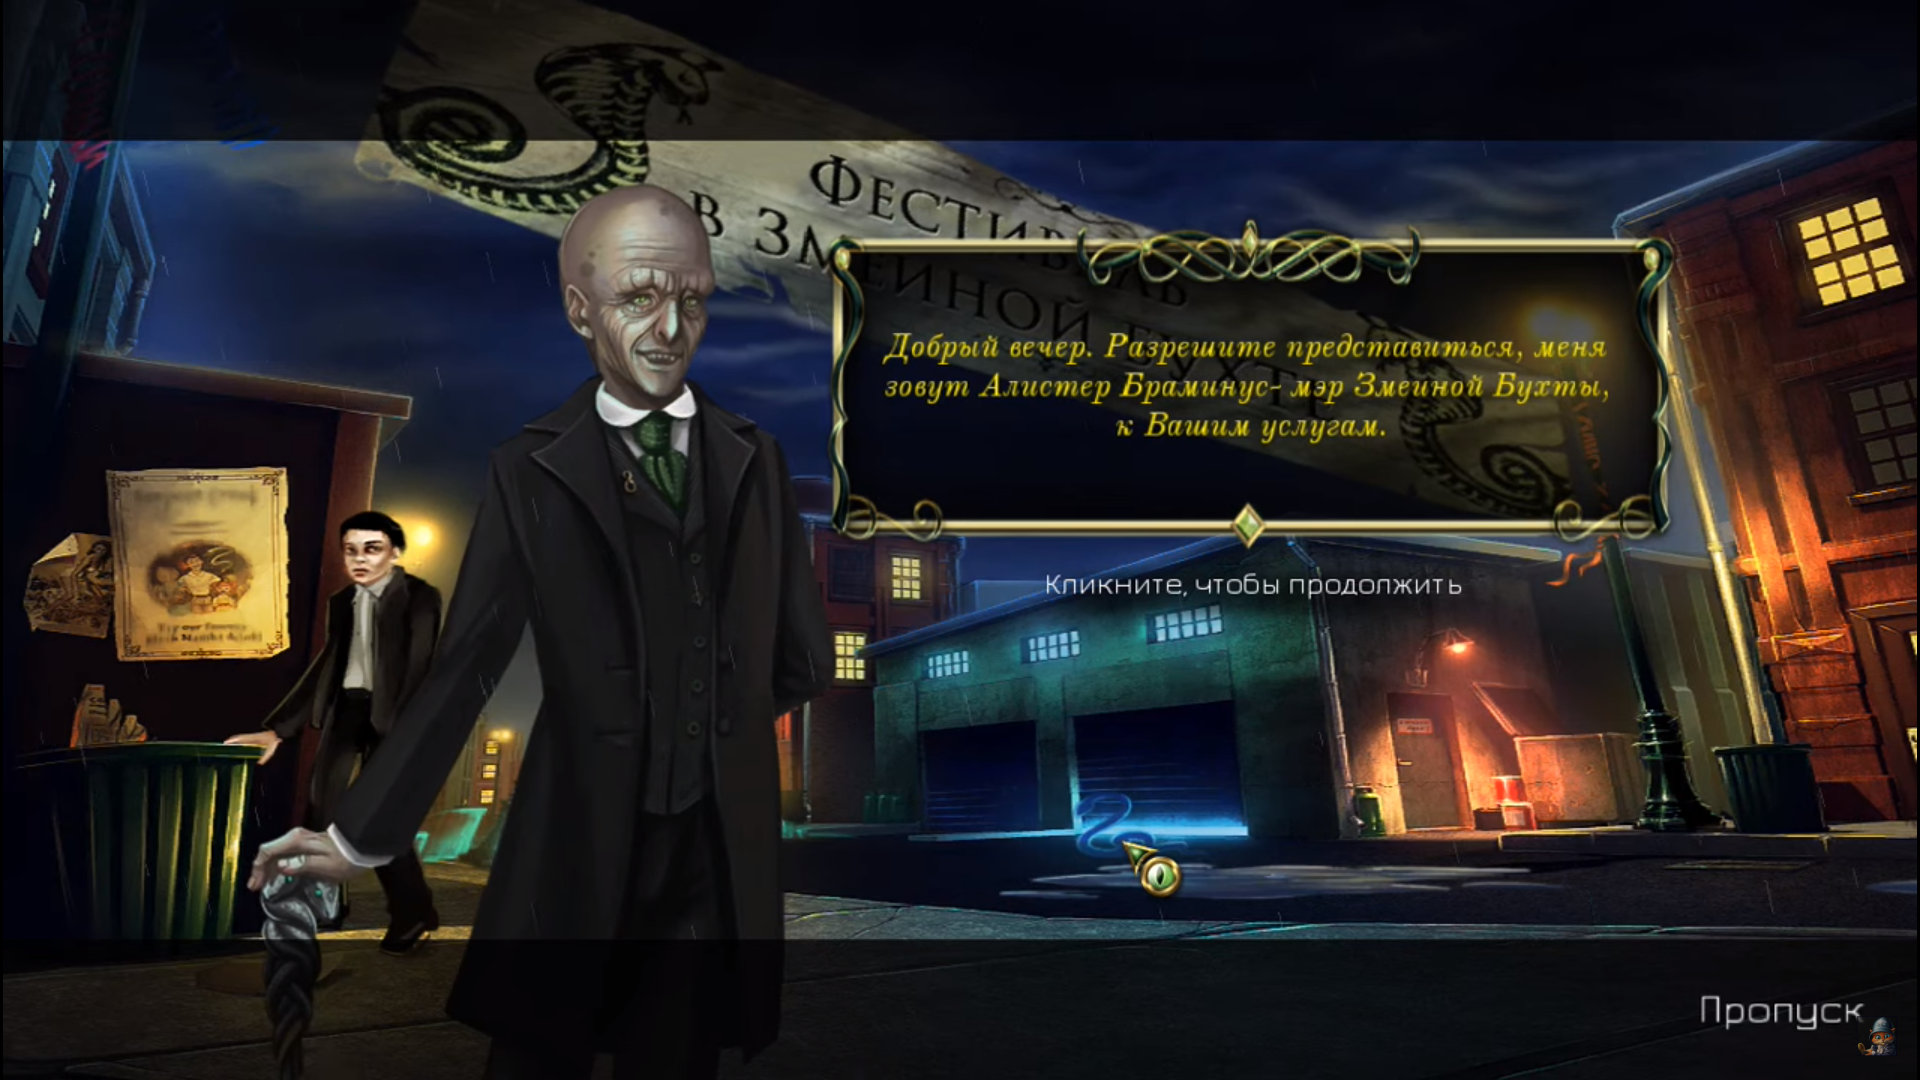 ФЕСТИВАЛЬ
В ЗМЕИНОЙ БУХТЕ
Добрый вечер. Разрешите представиться, меня
зовут Алистер Браминус- мэр Змеиной Бухты,
к Вашим услугам.
Кликните, чтобы продолжить
Пропуск